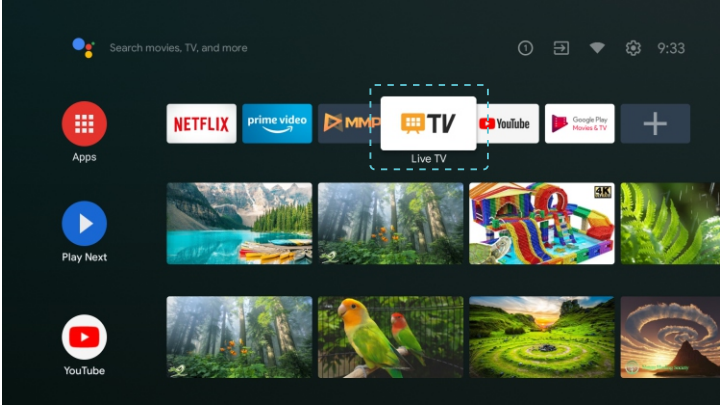 Search movies, TV, and more
1
9:33
Apps
NETFLIX
prime video
MMP
TV
YouTube
Google Play
Movies & TV
Live TV
Play Next
4K
YouTube